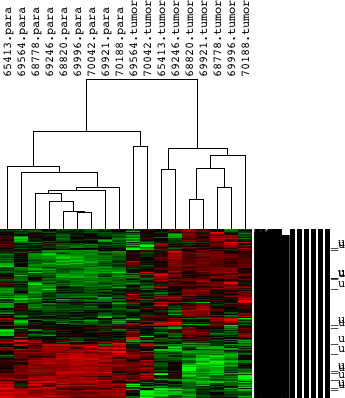 65413.para
69564.para
68778.para
69246.para
68820.para
69996.para
70042.para
69921.para
70188.para
69564.tumor
70042.tumor
65413.tumor
69246.tumor
68820.tumor
69921.tumor
68778.tumor
69996.tumor
70188.tumor
u
u
u
u
u
u
u
u
u
u